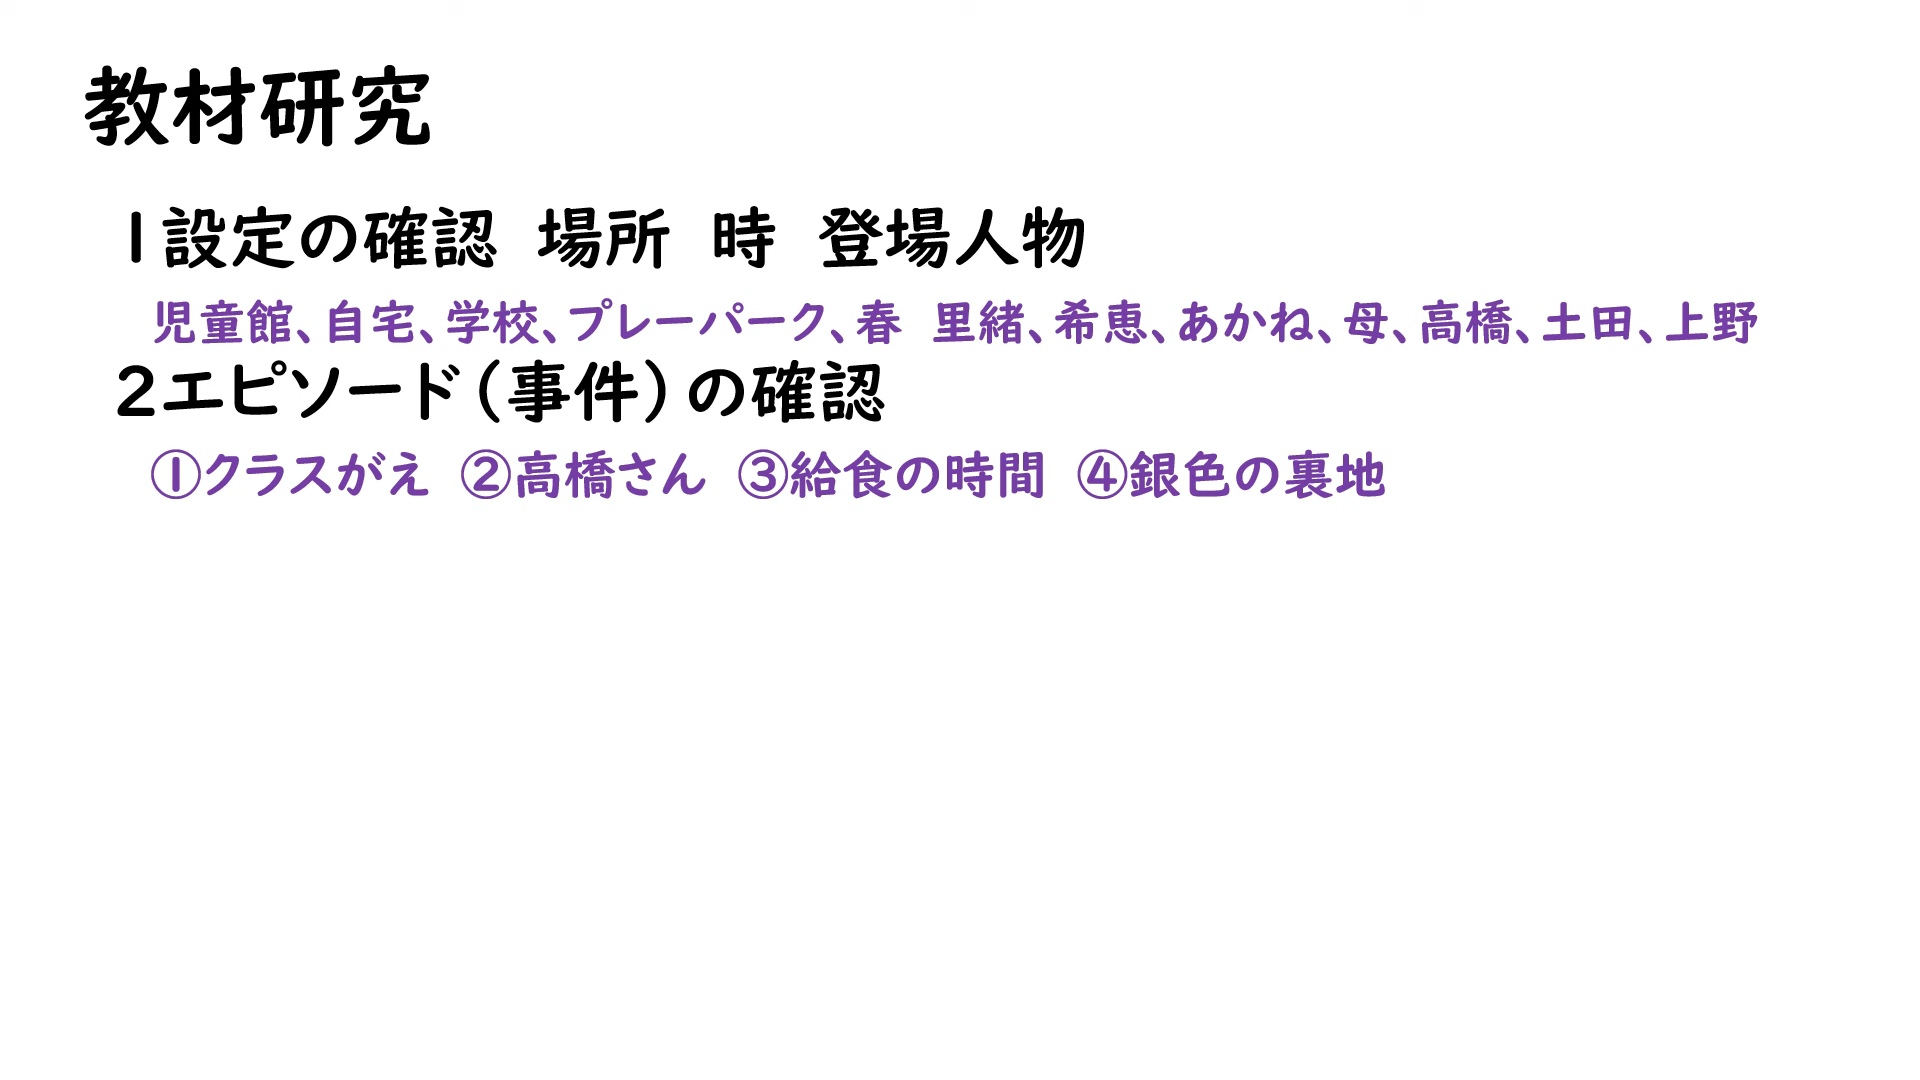 教材研究
1設定の確認　場所　時　登場人物
児童館、自宅、学校、プレーパーク、春　里緒、希恵、あかね、母、高橋、土田、上野
2エピソード（事件）の確認
①クラスがえ　②高橋さん　③給食の時間　④銀色の裏地